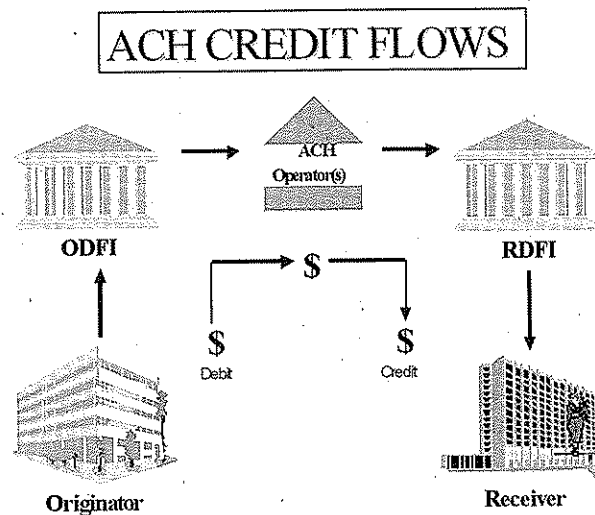 ACH CREDIT FLOWS
ACH
Operator(s)
ODFI
RDFI
$
$
$
Debit
Credit
Originator
Receiver